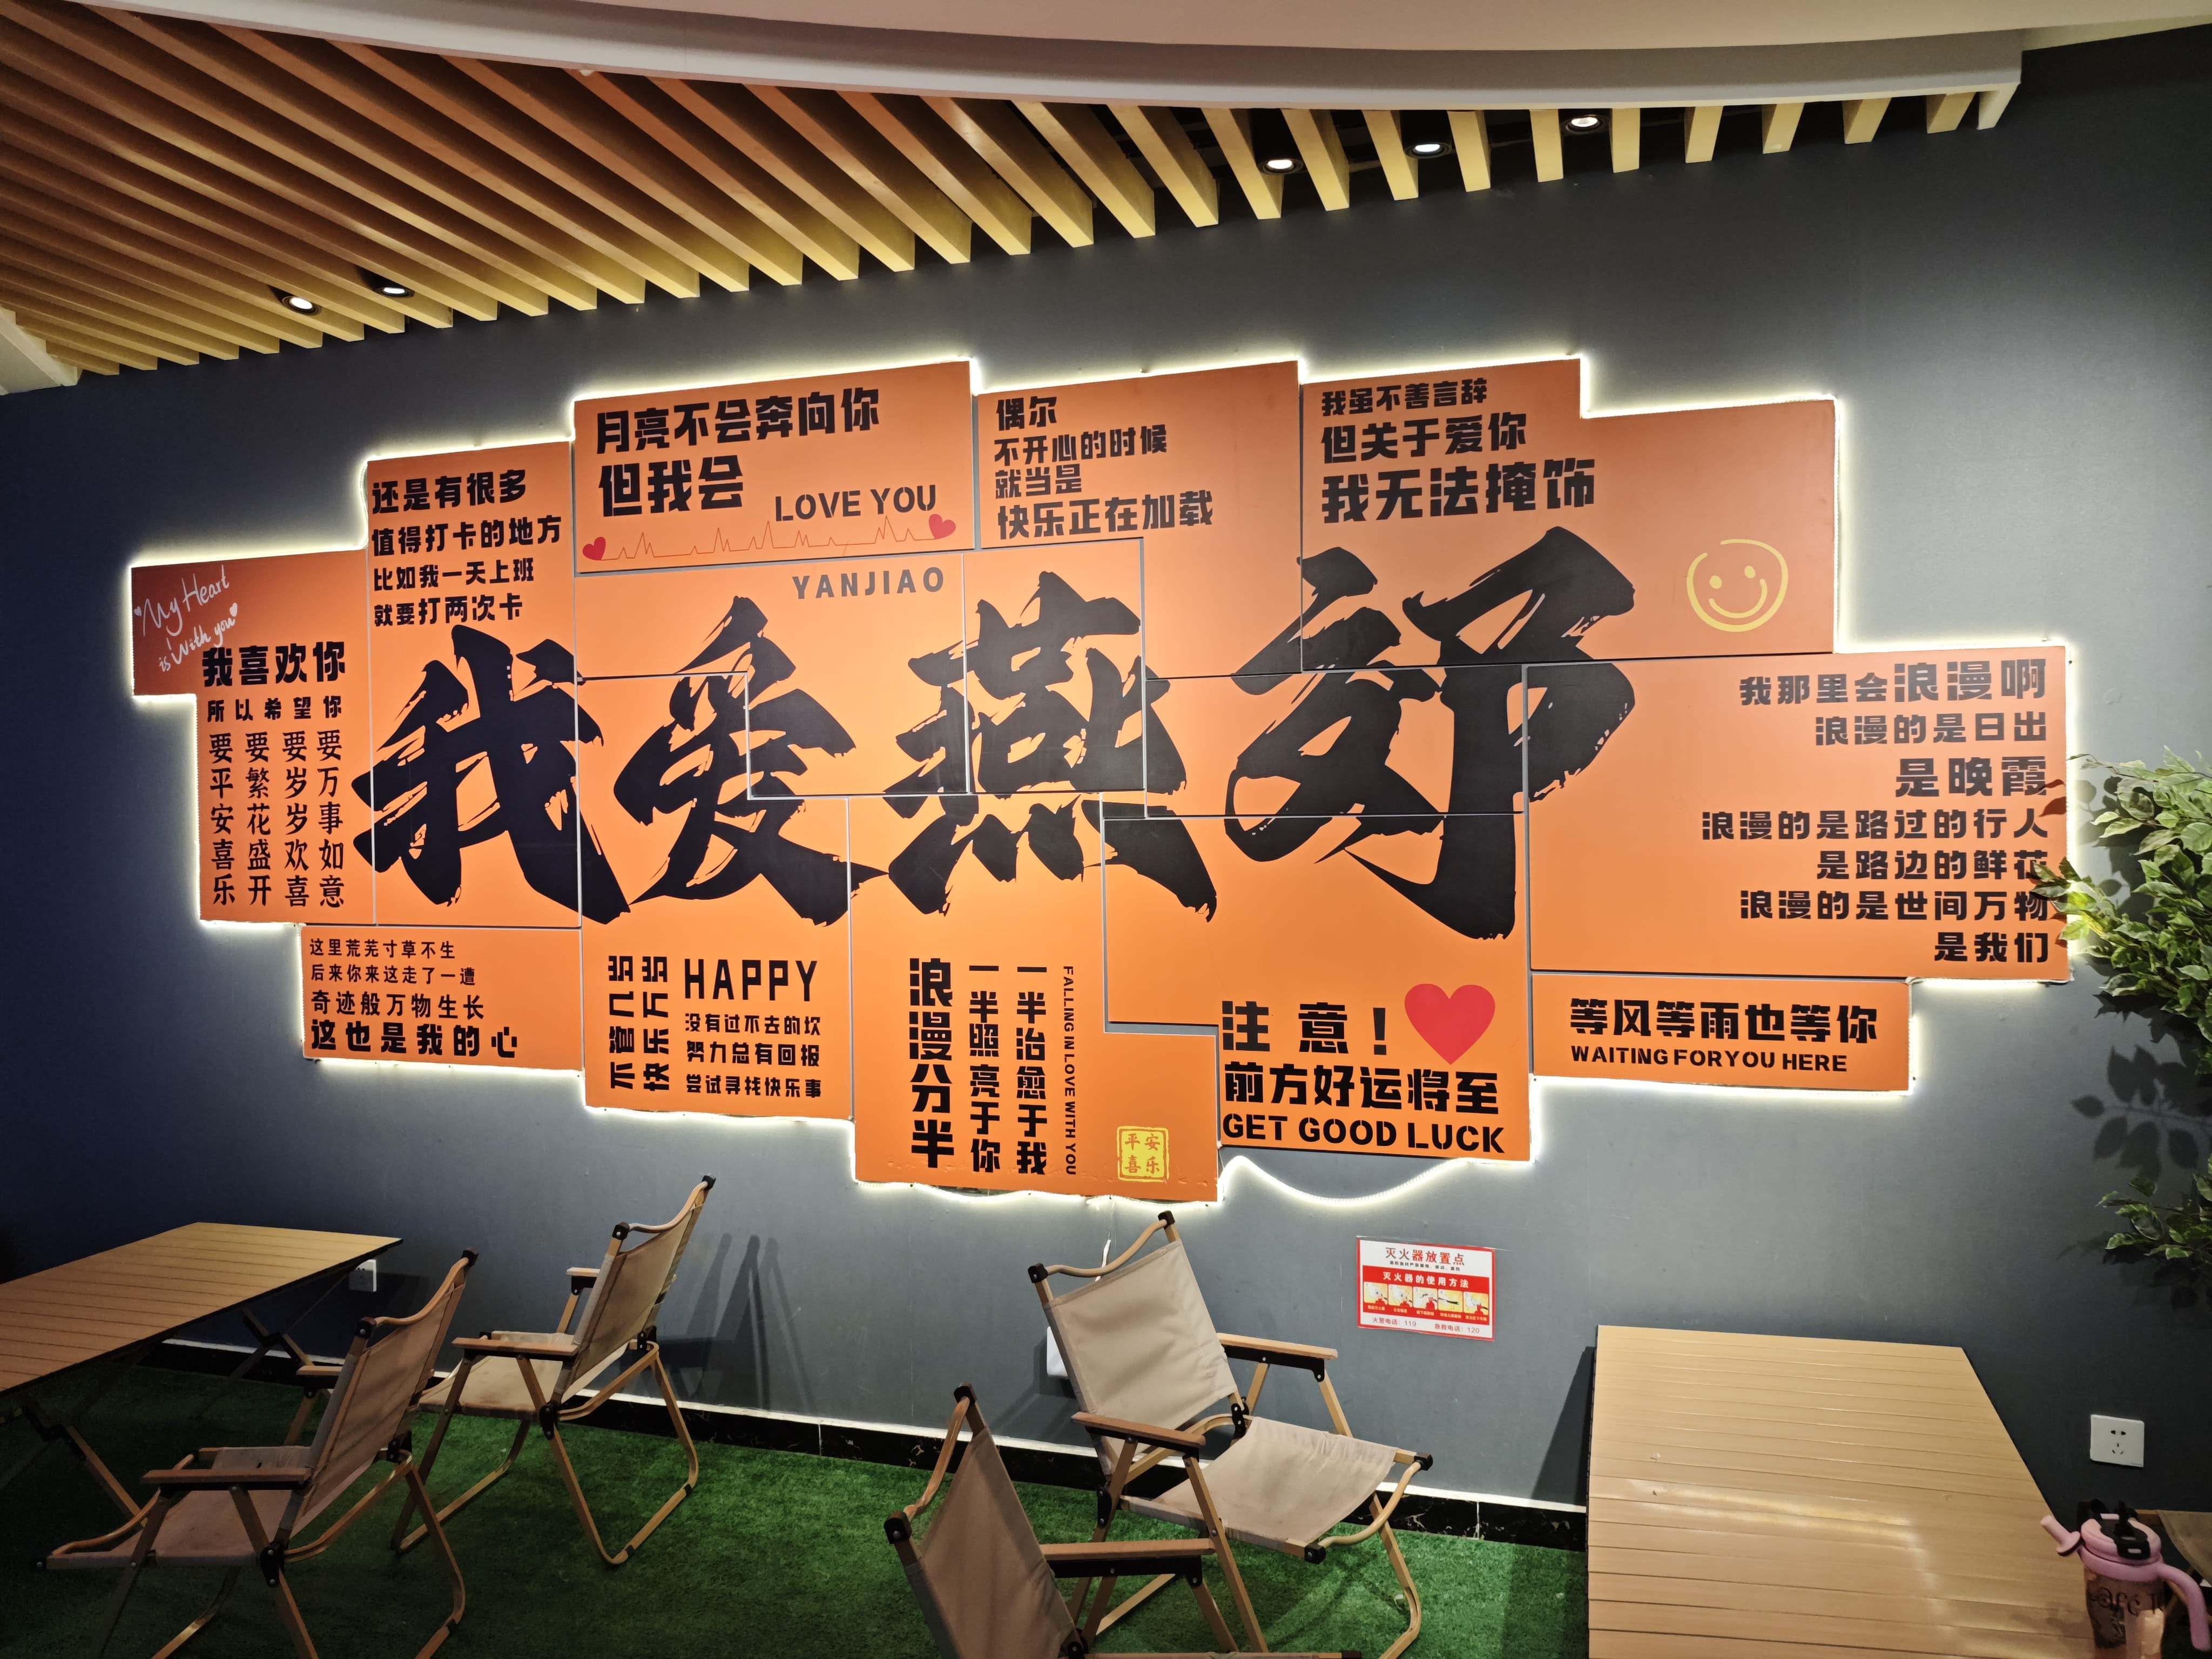 My Heart
is With you
我喜欢你
所以希望你
要平安喜乐
要繁花盛开
要岁岁欢喜
要万事如意
还是有很多
值得打卡的地方
比如我一天上班
就要打两次卡
月亮不会奔向你
但我会
LOVE YOU
偶尔
不开心的时候
就当是
快乐正在加载
我虽不善言辞
但关于爱你
我无法掩饰
YANJIAO
我爱燕郊
我那里会浪漫啊
浪漫的是日出
是晚霞
浪漫的是路过的行人
是路边的鲜花
浪漫的是世间万物
是我们
这里荒芜寸草不生
后来你来这走了一遭
奇迹般万物生长
这也是我的心
不管几岁
快乐万岁
HAPPY
没有过不去的坎
努力总有回报
尝试寻找快乐事
浪漫分半
一半照亮于你
一半治愈于我
FALLING IN LOVE WITH YOU
平安
喜乐
注意！
前方好运将至
GET GOOD LUCK
等风等雨也等你
WAITING FOR YOU HERE
灭火器放置点
灭火器的使用方法
火警电话：119
急救电话：120